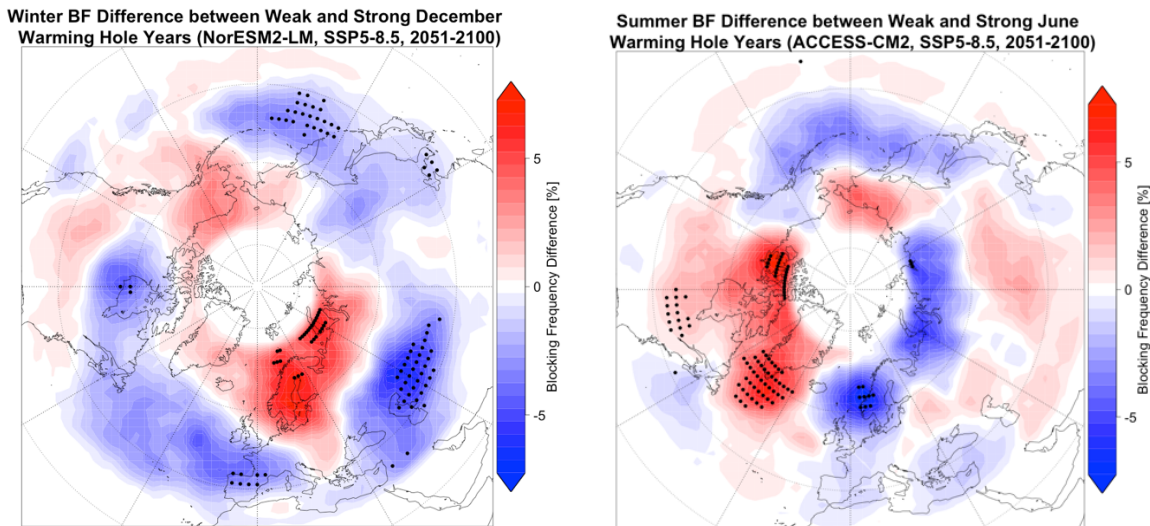 Winter BF Difference between Weak and Strong December
Warming Hole Years (NorESM2-LM, SSP5-8.5, 2051-2100)
5
0
-5
Blocking Frequency Difference [%]
Summer BF Difference between Weak and Strong June
Warming Hole Years (ACCESS-CM2, SSP5-8.5, 2051-2100)
5
0
-5
Blocking Frequency Difference [%]